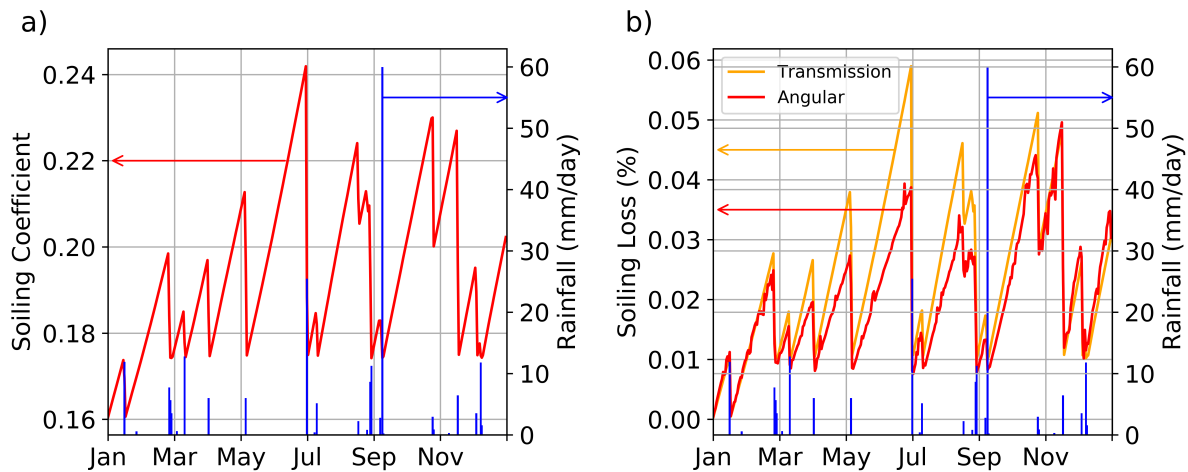 a)
Soiling Coefficient
0.24
0.22
0.20
0.18
0.16
Jan
Mar
May
Jul
Sep
Nov
60
50
40
30
20
10
0
Rainfall (mm/day)
b)
Soiling Loss (%)
0.06
0.05
0.04
0.03
0.02
0.01
0.00
Transmission
Angular
Jan
Mar
May
Jul
Sep
Nov
60
50
40
30
20
10
0
Rainfall (mm/day)